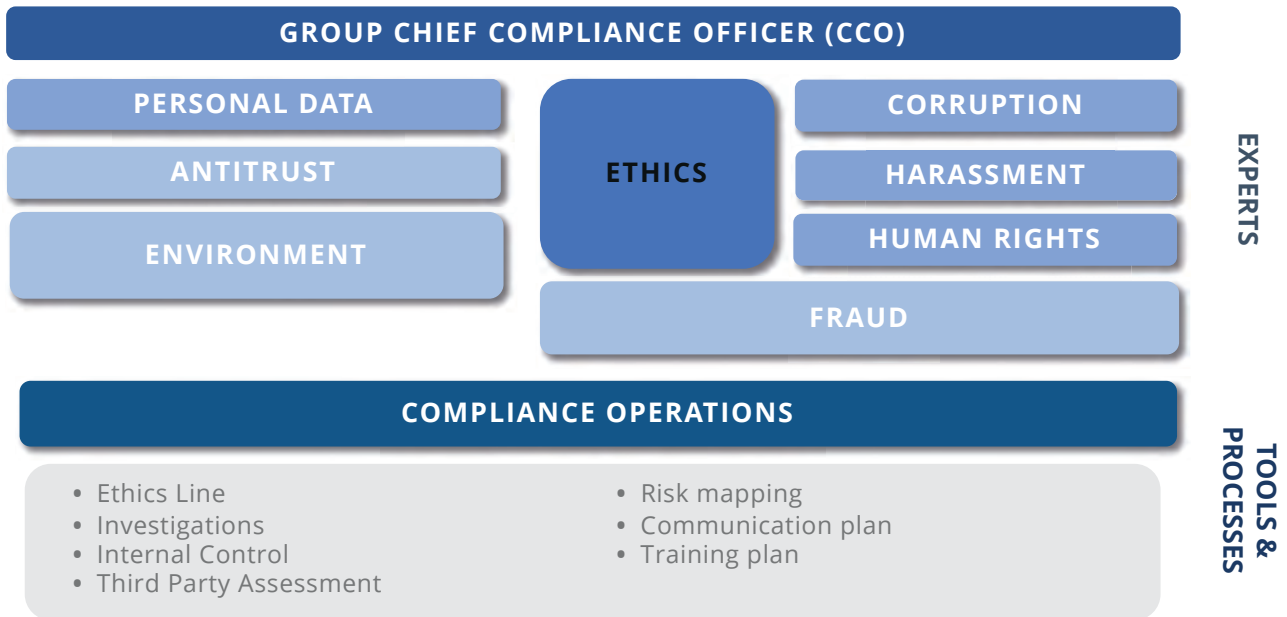 GROUP CHIEF COMPLIANCE OFFICER (CCO)
PERSONAL DATA
ANTITRUST
ENVIRONMENT
ETHICS
CORRUPTION
HARASSMENT
HUMAN RIGHTS
FRAUD
EXPERTS
COMPLIANCE OPERATIONS
• Ethics Line
• Investigations
• Internal Control
• Third Party Assessment
• Risk mapping
• Communication plan
• Training plan
TOOLS &
PROCESSES